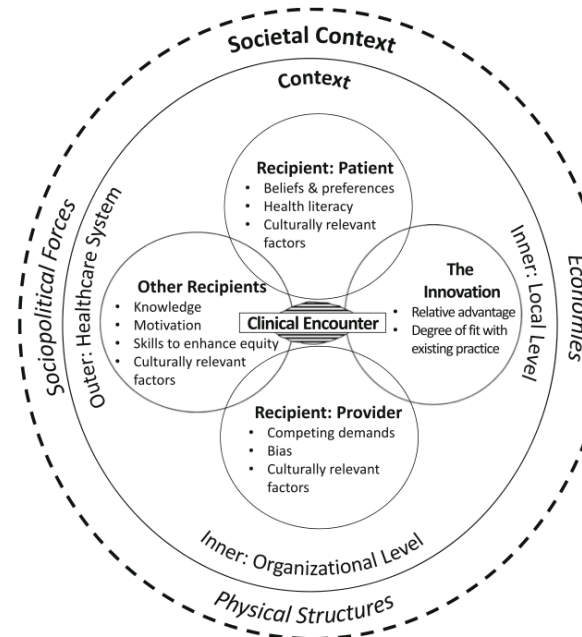 Societal Context
Context
Recipient: Patient
• Beliefs & preferences
• Health literacy
• Culturally relevant
factors
Sociopolitical Forces
Outer: Healthcare System
Other Recipients
• Knowledge
• Motivation
• Skills to enhance equity
• Culturally relevant
factors
Clinical Encounter
The
Innovation
• Relative advantage
• Degree of fit with
existing practice
Inner: Local Level
Economies
Recipient: Provider
• Competing demands
• Bias
• Culturally relevant
factors
Inner: Organizational Level
Physical Structures